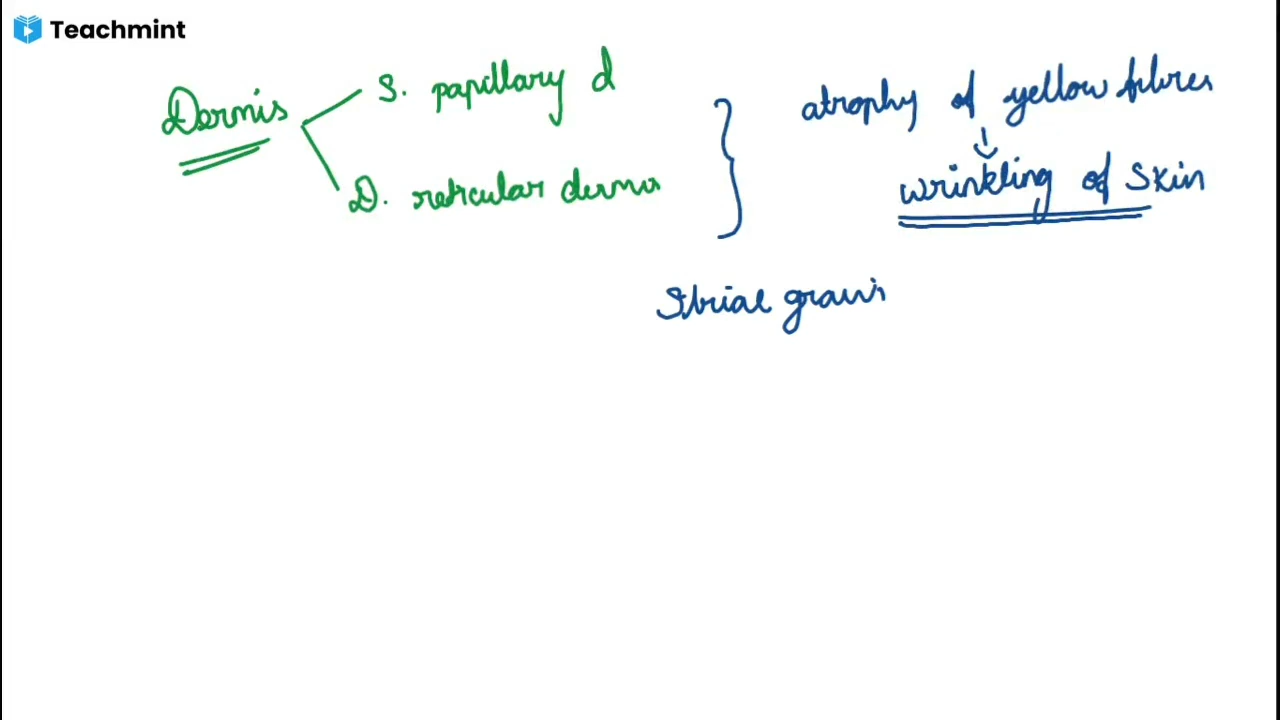 Teachmint
Dermis
S. papillary d
D. reticular dermis
atrophy of yellow fibres
↓
wrinkling of skin
Striae gravi